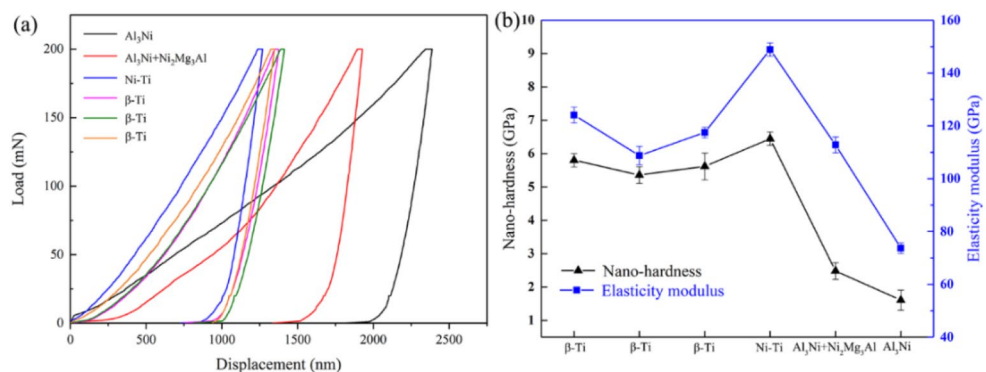 (a)
Al₃Ni
Al₃Ni+Ni₂Mg₃Al
Ni-Ti
β-Ti
β-Ti
β-Ti
Load (mN)
200
150
100
50
0
0 500 1000 1500 2000 2500
Displacement (nm)
(b)
Nano-hardness (GPa)
10
9
8
7
6
5
4
3
2
1
Nano-hardness
Elasticity modulus
β-Ti β-Ti β-Ti Ni-Ti Al₃Ni+Ni₂Mg₃Al Al₃Ni
160
140
120
100
80
60
40
Elasticity modulus (GPa)